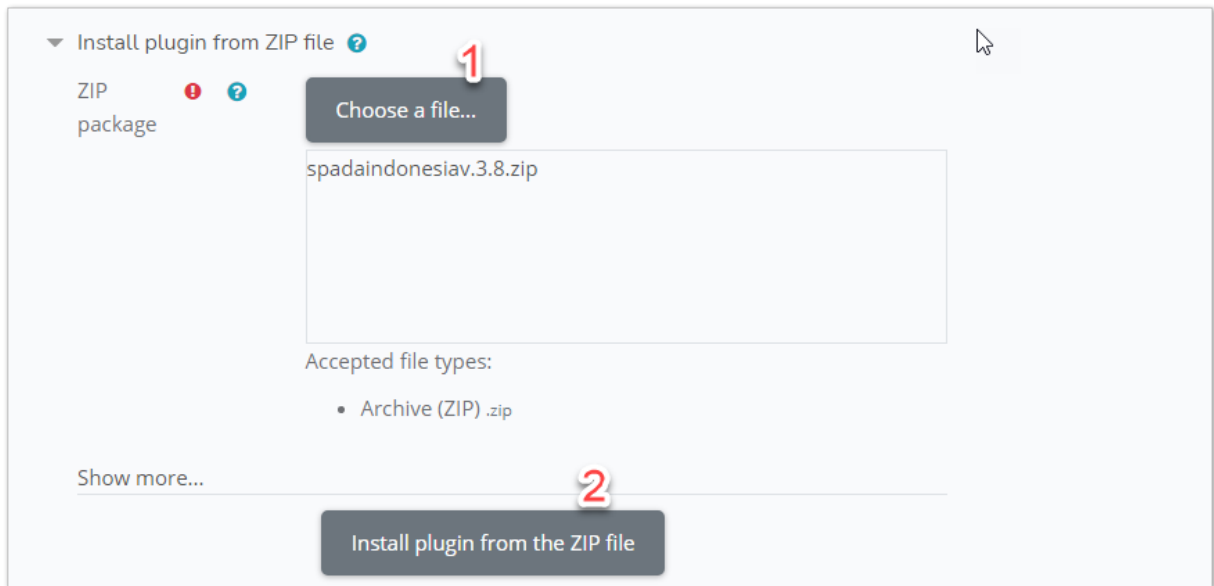 Install plugin from ZIP file
1
ZIP
package
Choose a file...
spadaindonesiav.3.8.zip
Accepted file types:
Archive (ZIP) .zip
Show more...
2
Install plugin from the ZIP file